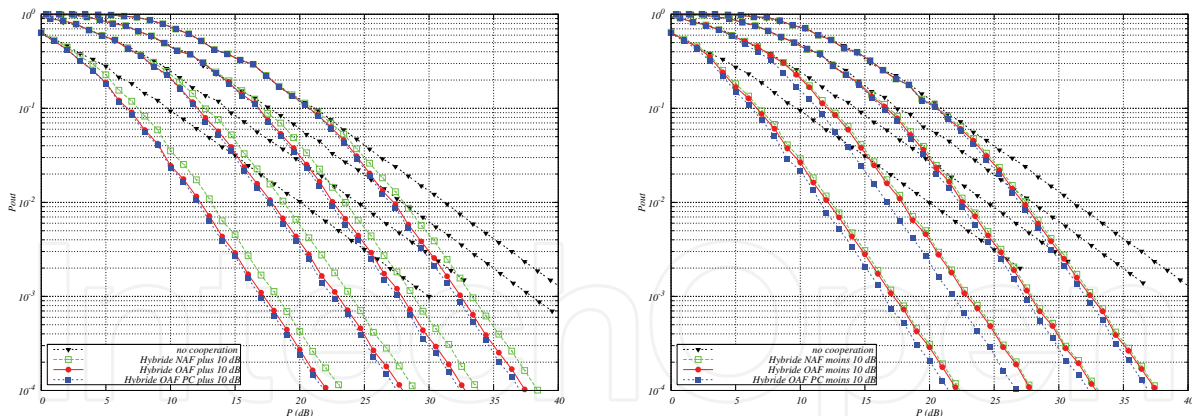 10^0
10^-1
10^-2
10^-3
10^-4
Pout
0 5 10 15 20 25 30 35 40
P (dB)
no cooperation
Hybride NAF plus 10 dB
Hybride OAF plus 10 dB
Hybride OAF PC plus 10 dB
10^0
10^-1
10^-2
10^-3
10^-4
Pout
0 5 10 15 20 25 30 35 40
P (dB)
no cooperation
Hybride NAF moins 10 dB
Hybride OAF moins 10 dB
Hybride OAF PC moins 10 dB